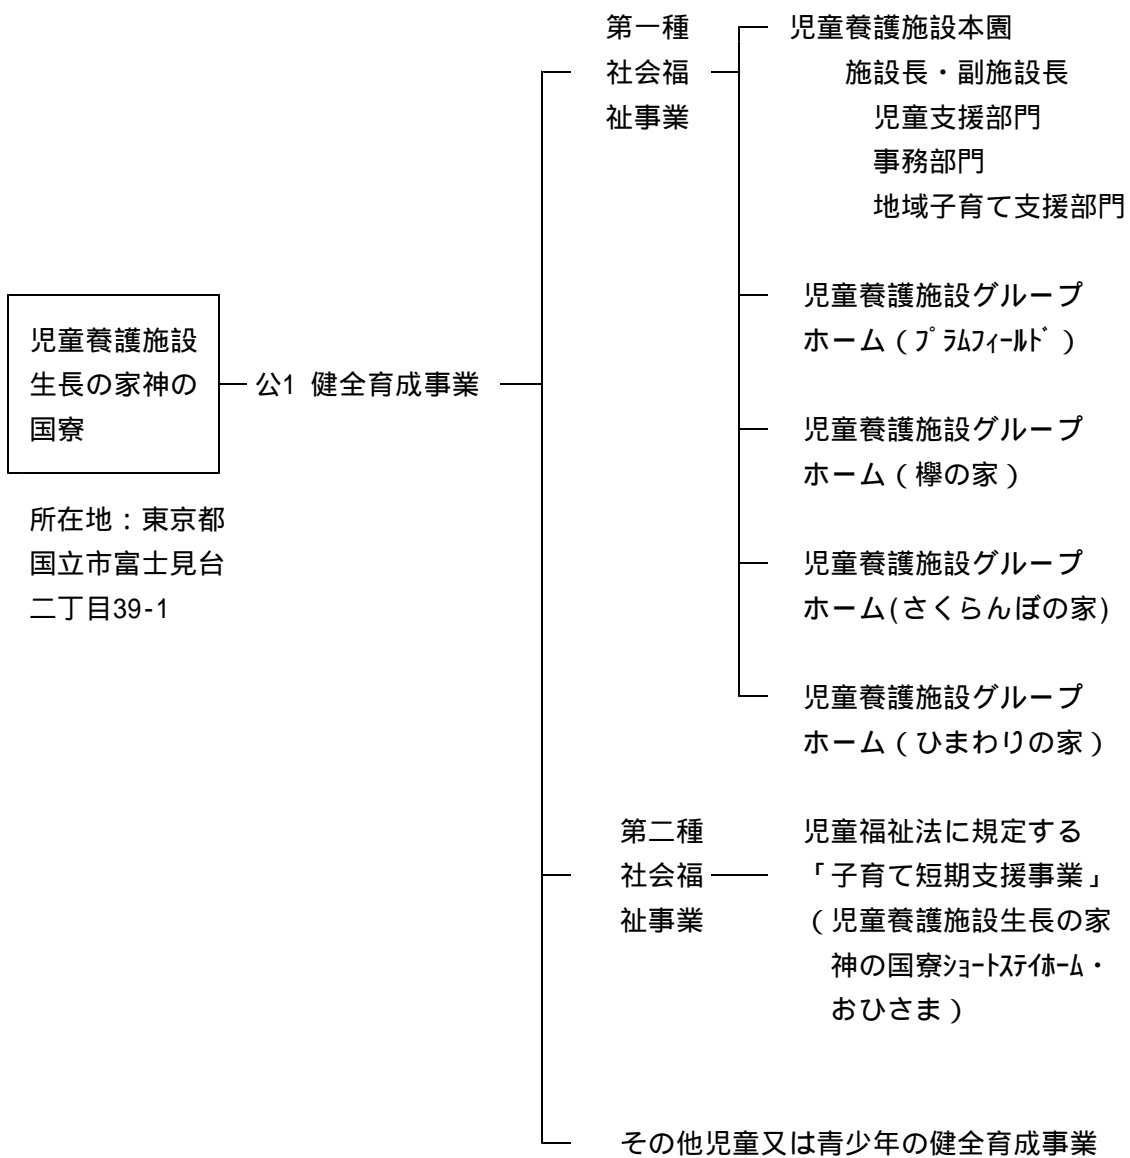 児童養護施設
生長の家神の
国寮
所在地：東京都
国立市富士見台
二丁目39-1
公1 健全育成事業
第一種
社会福
祉事業
児童養護施設本園
施設長・副施設長
児童支援部門
事務部門
地域子育て支援部門
児童養護施設グループ
ホーム（ﾌﾟﾗﾑﾌｨｰﾙﾄﾞ）
児童養護施設グループ
ホーム（欅の家）
児童養護施設グループ
ホーム(さくらんぼの家)
児童養護施設グループ
ホーム（ひまわりの家）
第二種
社会福
祉事業
児童福祉法に規定する
「子育て短期支援事業」
（児童養護施設生長の家
神の国寮ｼｮｰﾄｽﾃｲﾎｰﾑ・
おひさま）
その他児童又は青少年の健全育成事業